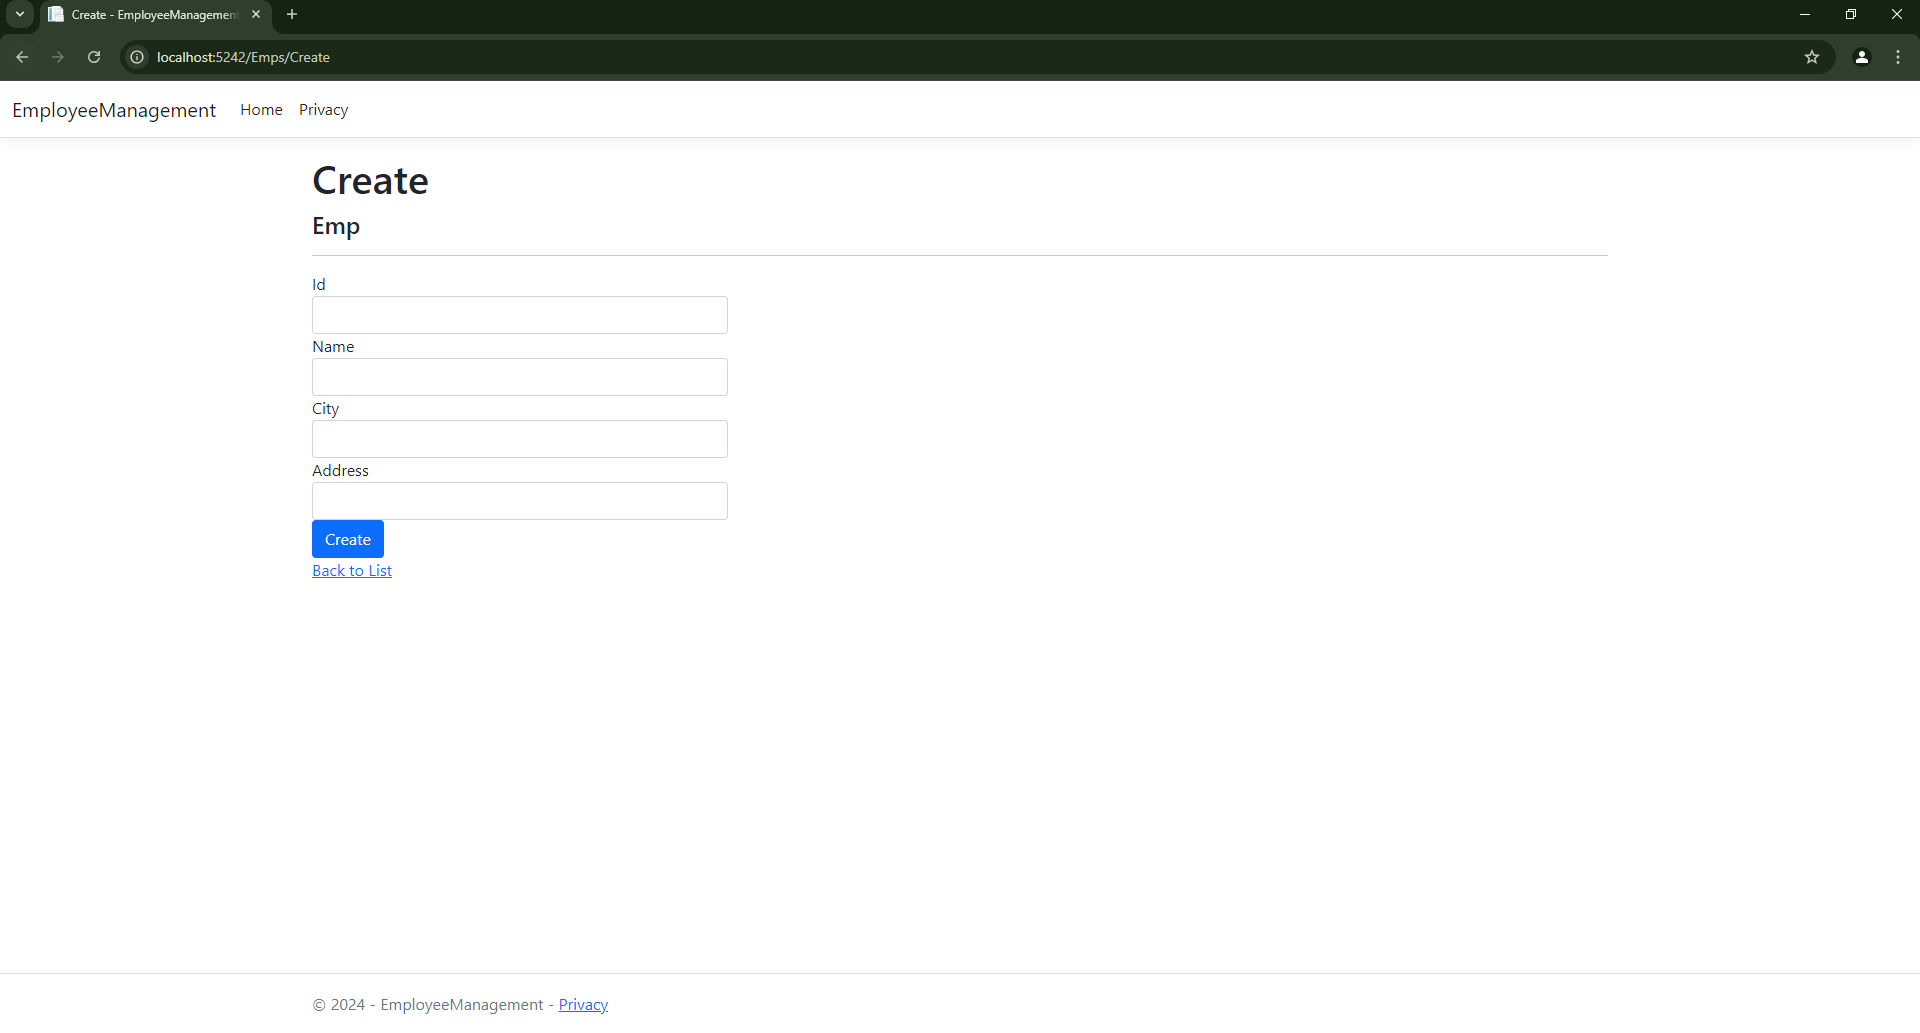 Create - EmployeeManagement
localhost:5242/Emps/Create
EmployeeManagement Home Privacy
Create
Emp
Id
Name
City
Address
Create
Back to List
© 2024 - EmployeeManagement - Privacy